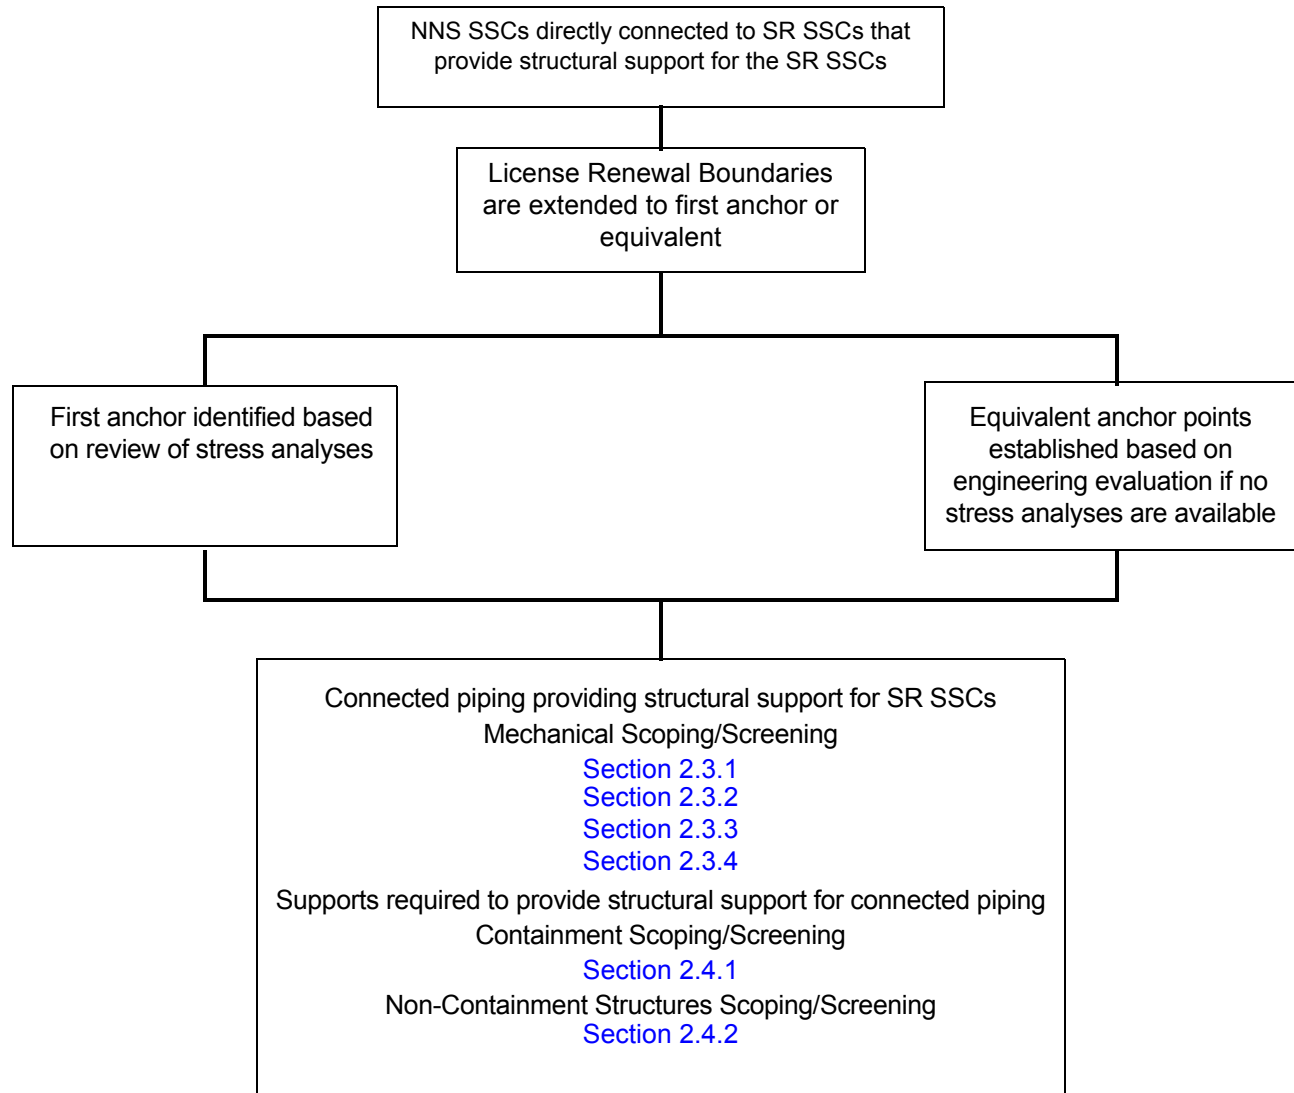 NNS SSCs directly connected to SR SSCs that
provide structural support for the SR SSCs
License Renewal Boundaries
are extended to first anchor or
equivalent
First anchor identified based
on review of stress analyses
Equivalent anchor points
established based on
engineering evaluation if no
stress analyses are available
Connected piping providing structural support for SR SSCs
Mechanical Scoping/Screening
Section 2.3.1
Section 2.3.2
Section 2.3.3
Section 2.3.4
Supports required to provide structural support for connected piping
Containment Scoping/Screening
Section 2.4.1
Non-Containment Structures Scoping/Screening
Section 2.4.2